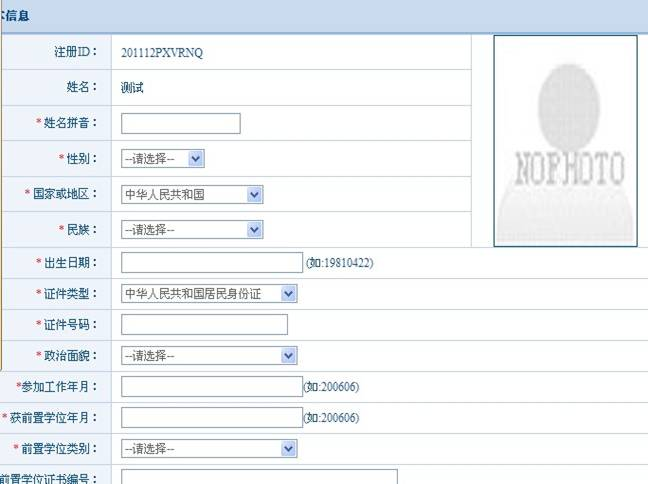 本信息
注册ID： 201112PXVRNQ
姓名： 测试
NOPHOTO
*姓名拼音：
*性别： --请选择--
*国家或地区： 中华人民共和国
*民族： --请选择--
*出生日期： (如:19810422)
*证件类型： 中华人民共和国居民身份证
*证件号码：
*政治面貌： --请选择--
*参加工作年月： (如:200606)
*获前置学位年月： (如:200606)
*前置学位类别： --请选择--
前置学位证书编号：